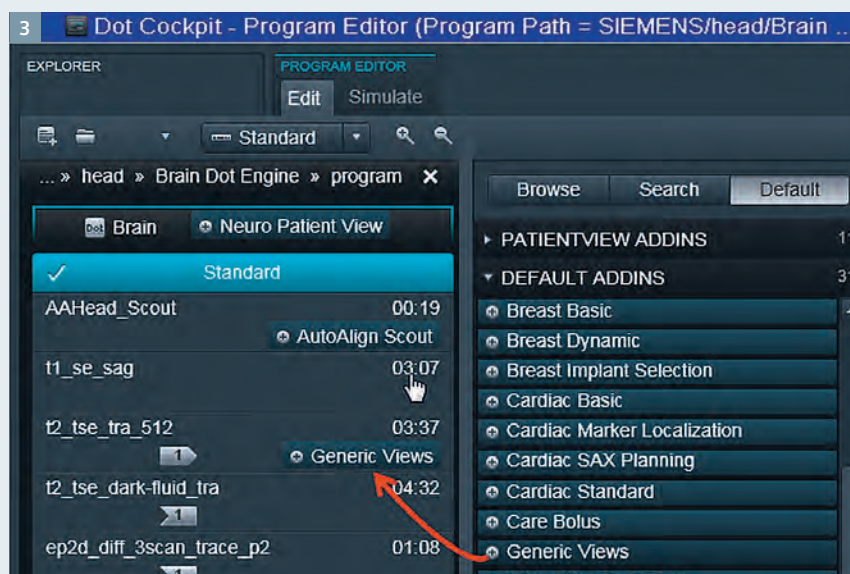 3
Dot Cockpit - Program Editor (Program Path = SIEMENS/head/Brain ...
EXPLORER
PROGRAM EDITOR
Edit Simulate
Standard
... » head » Brain Dot Engine » program
Dot Brain Neuro Patient View
Standard
AAHead_Scout 00:19
AutoAlign Scout
t1_se_sag 03:07
t2_tse_tra_512 03:37
1 Generic Views
t2_tse_dark-fluid_tra 04:32
1
ep2d_diff_3scan_trace_p2 01:08
1
Browse Search Default
PATIENTVIEW ADDINS
DEFAULT ADDINS
Breast Basic
Breast Dynamic
Breast Implant Selection
Cardiac Basic
Cardiac Marker Localization
Cardiac SAX Planning
Cardiac Standard
Care Bolus
Generic Views